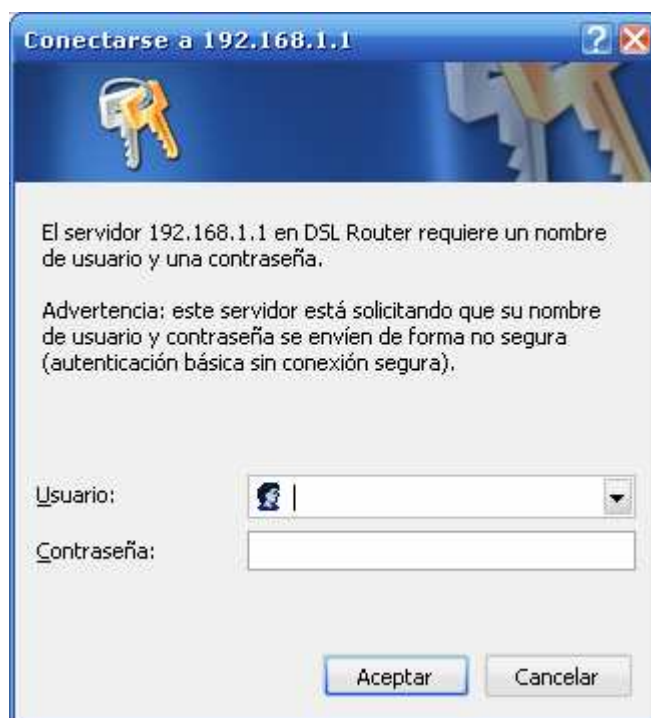 Conectarse a 192.168.1.1
El servidor 192.168.1.1 en DSL Router requiere un nombre
de usuario y una contraseña.
Advertencia: este servidor está solicitando que su nombre
de usuario y contraseña se envíen de forma no segura
(autenticación básica sin conexión segura).
Usuario:
Contraseña:
Aceptar Cancelar